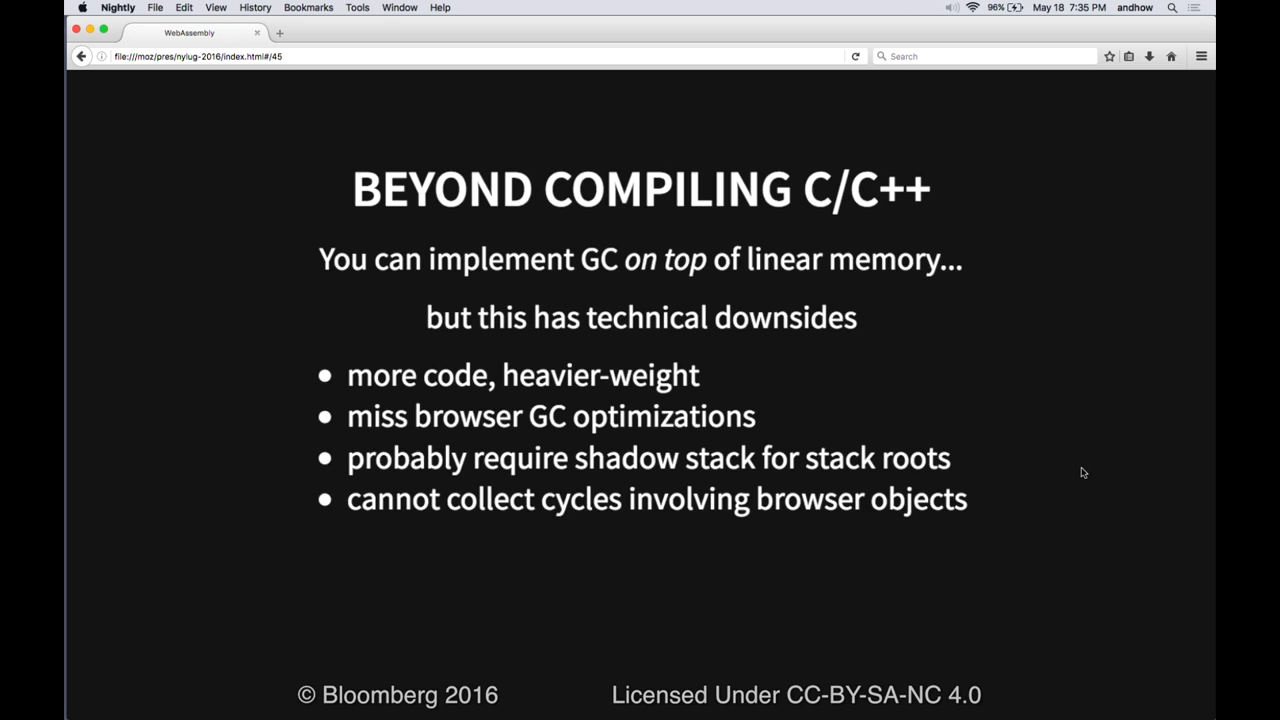 Nightly File Edit View History Bookmarks Tools Window Help 96% May 18 7:35 PM andhow
WebAssembly
file:///moz/pres/nylug-2016/index.html#/45 Search
BEYOND COMPILING C/C++
You can implement GC on top of linear memory...
but this has technical downsides
• more code, heavier-weight
• miss browser GC optimizations
• probably require shadow stack for stack roots
• cannot collect cycles involving browser objects
© Bloomberg 2016 Licensed Under CC-BY-SA-NC 4.0